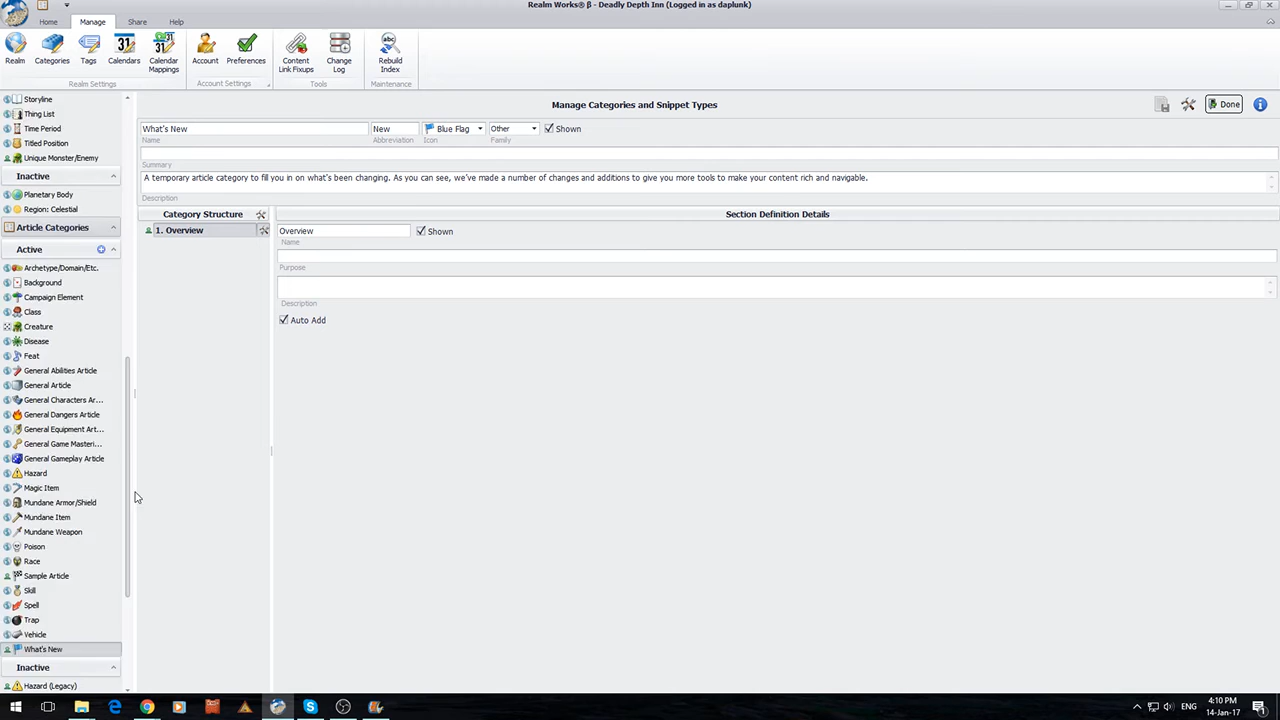 Realm Works® β - Deadly Depth Inn (Logged in as daplunk)
Home Manage Share Help
Realm Categories Tags Calendars Calendar Mappings Account Preferences Content Link Fixups Change Log Rebuild Index
Realm Settings Account Settings Tools Maintenance
Manage Categories and Snippet Types
Done
What's New New Blue Flag Other Shown
Name Abbreviation Icon Family
Summary
A temporary article category to fill you in on what's been changing. As you can see, we've made a number of changes and additions to give you more tools to make your content rich and navigable.
Description
Storyline
Thing List
Time Period
Titled Position
Unique Monster/Enemy
Inactive
Planetary Body
Region: Celestial
Article Categories
Active
Archetype/Domain/Etc.
Background
Campaign Element
Class
Creature
Disease
Feat
General Abilities Article
General Article
General Characters Ar...
General Dangers Article
General Equipment Art...
General Game Masteri...
General Gameplay Article
Hazard
Magic Item
Mundane Armor/Shield
Mundane Item
Mundane Weapon
Poison
Race
Sample Article
Skill
Spell
Trap
Vehicle
What's New
Inactive
Hazard (Legacy)
Category Structure
1. Overview
Section Definition Details
Overview Shown
Name
Purpose
Description
Auto Add
ENG
4:10 PM
14-Jan-17